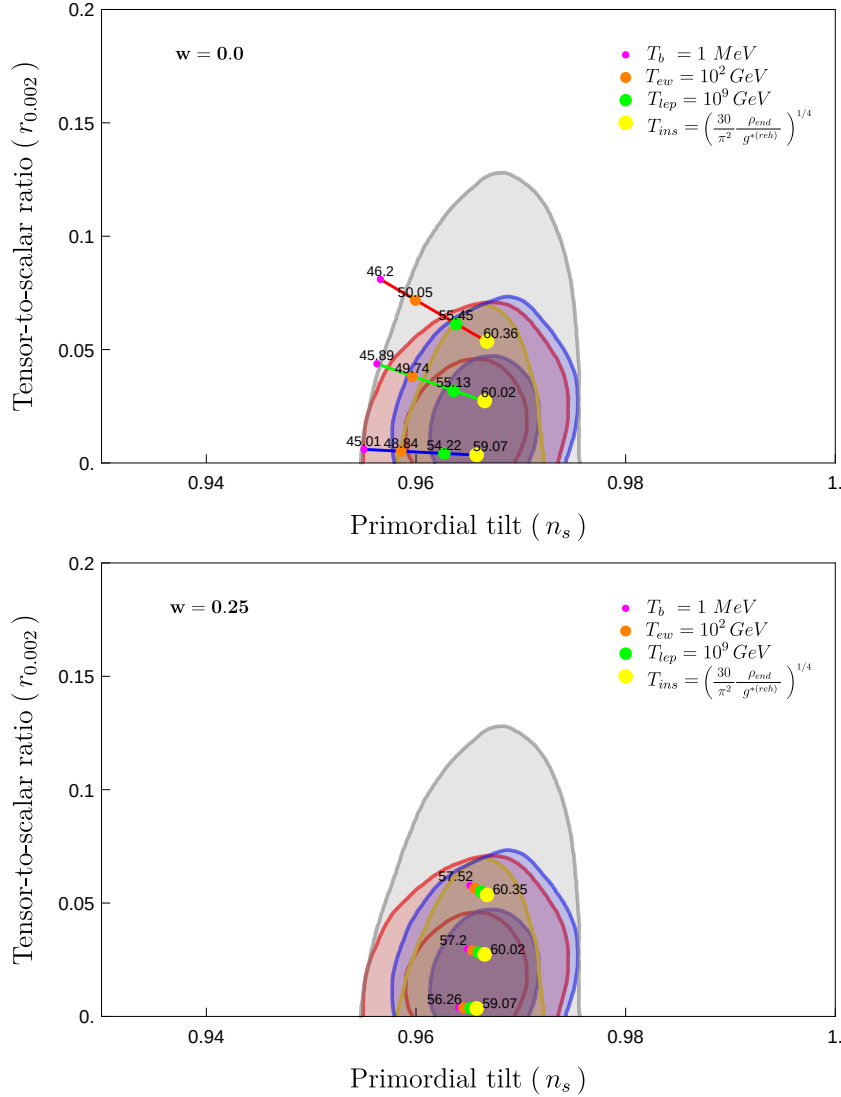 0.2
w = 0.0
T_b = 1 MeV
T_ew = 10^2 GeV
T_lep = 10^9 GeV
T_ins = (30/π^2 ρ_end/g^*(reh))^1/4
0.15
0.1
0.05
0.
Tensor-to-scalar ratio ( r_0.002 )
46.2
50.05
55.45
60.36
45.89
49.74
55.13
60.02
45.01
48.84
54.22
59.07
0.94
0.96
0.98
1.
Primordial tilt ( n_s )
0.2
w = 0.25
T_b = 1 MeV
T_ew = 10^2 GeV
T_lep = 10^9 GeV
T_ins = (30/π^2 ρ_end/g^*(reh))^1/4
0.15
0.1
0.05
0.
Tensor-to-scalar ratio ( r_0.002 )
57.52
60.35
57.2
60.02
56.26
59.07
0.94
0.96
0.98
1.
Primordial tilt ( n_s )